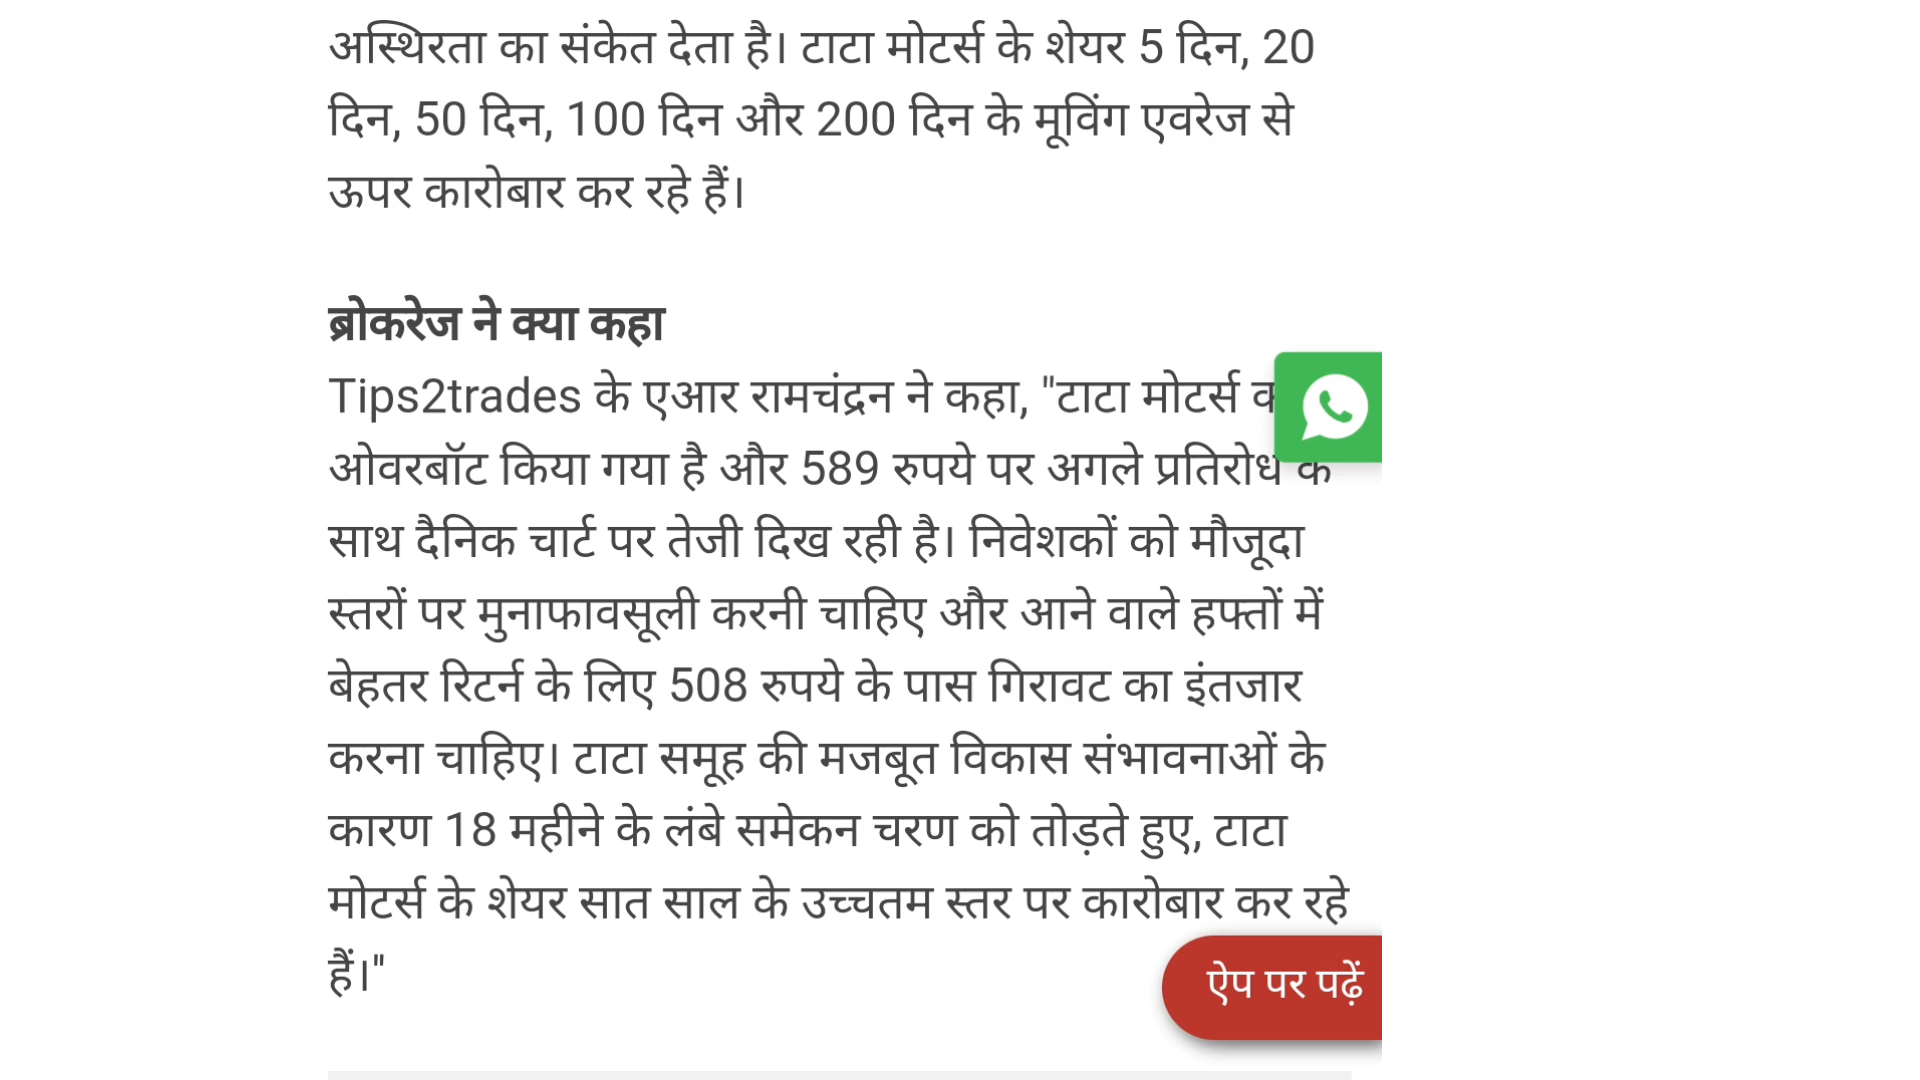 अस्थिरता का संकेत देता है। टाटा मोटर्स के शेयर 5 दिन, 20
दिन, 50 दिन, 100 दिन और 200 दिन के मूविंग एवरेज से
ऊपर कारोबार कर रहे हैं।
ब्रोकरेज ने क्या कहा
Tips2trades के एआर रामचंद्रन ने कहा, "टाटा मोटर्स
ओवरबॉट किया गया है और 589 रुपये पर अगले प्रतिरोध
साथ दैनिक चार्ट पर तेजी दिख रही है। निवेशकों को मौजूदा
स्तरों पर मुनाफावसूली करनी चाहिए और आने वाले हफ्तों में
बेहतर रिटर्न के लिए 508 रुपये के पास गिरावट का इंतजार
करना चाहिए। टाटा समूह की मजबूत विकास संभावनाओं के
कारण 18 महीने के लंबे समेकन चरण को तोड़ते हुए, टाटा
मोटर्स के शेयर सात साल के उच्चतम स्तर पर कारोबार कर रहे
हैं।"
ऐप पर पढ़ें